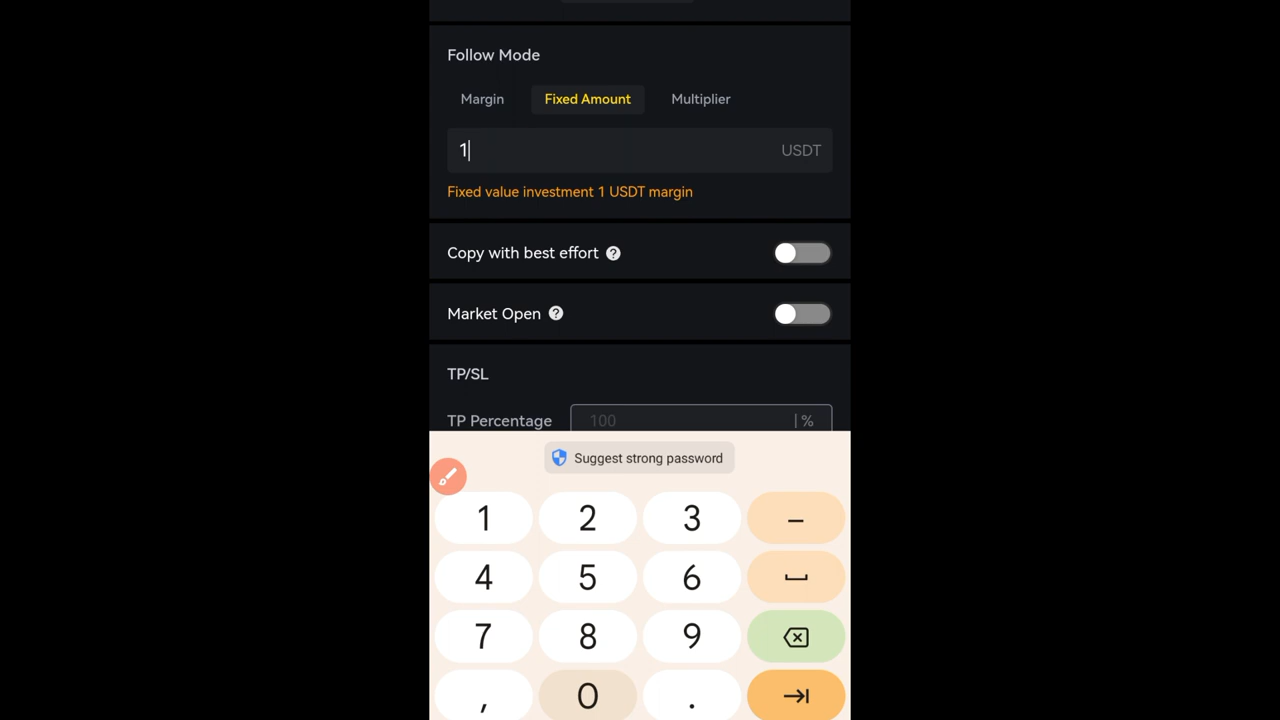 Follow Mode
Margin Fixed Amount Multiplier
1 USDT
Fixed value investment 1 USDT margin
Copy with best effort ?
Market Open ?
TP/SL
TP Percentage 100 | %
Suggest strong password
1 2 3 –
4 5 6
7 8 9
, 0 .